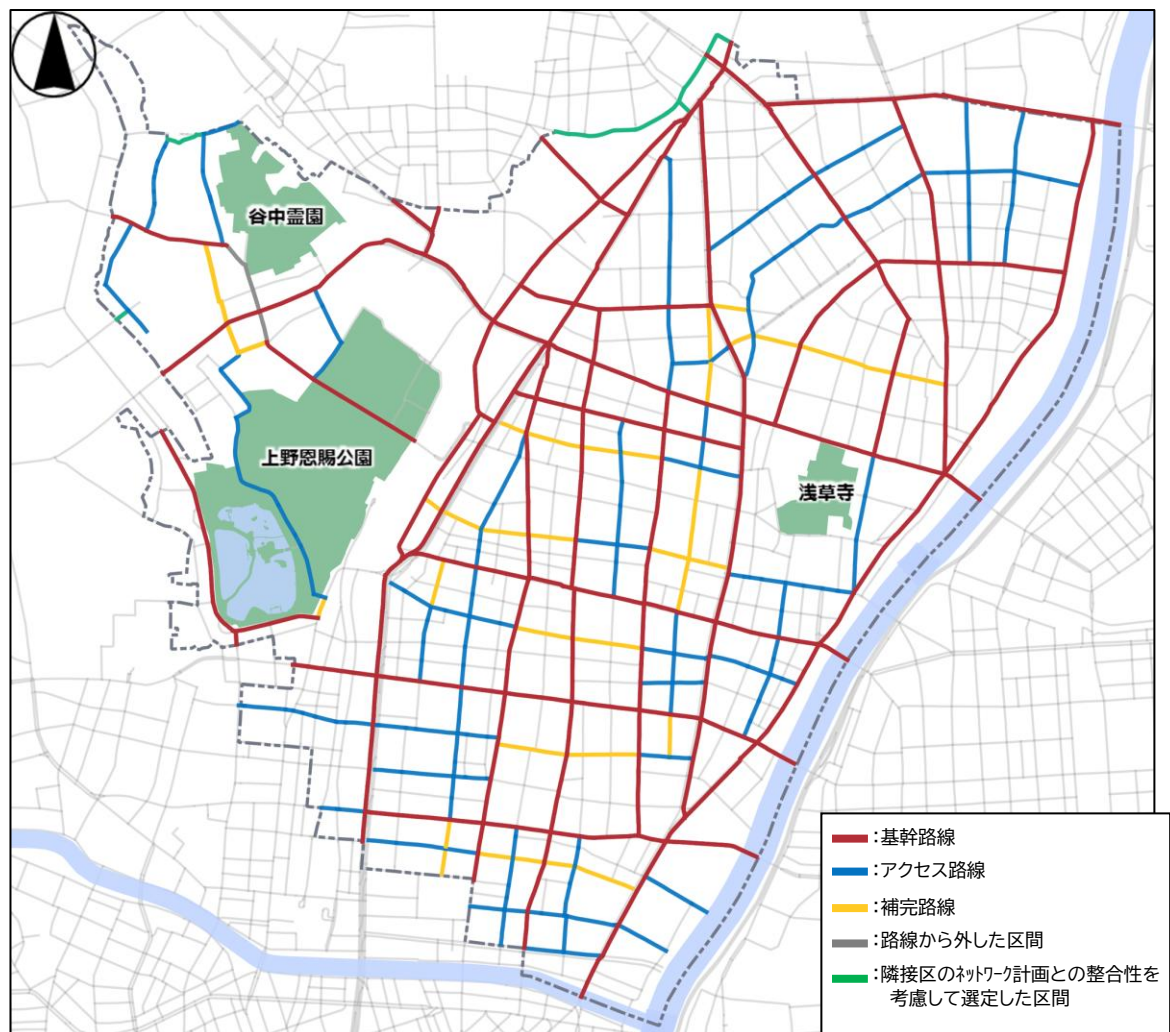 谷中霊園
上野恩賜公園
浅草寺
:基幹路線
:アクセス路線
:補完路線
:路線から外した区間
:隣接区のﾈｯﾄﾜｰｸ計画との整合性を
考慮して選定した区間